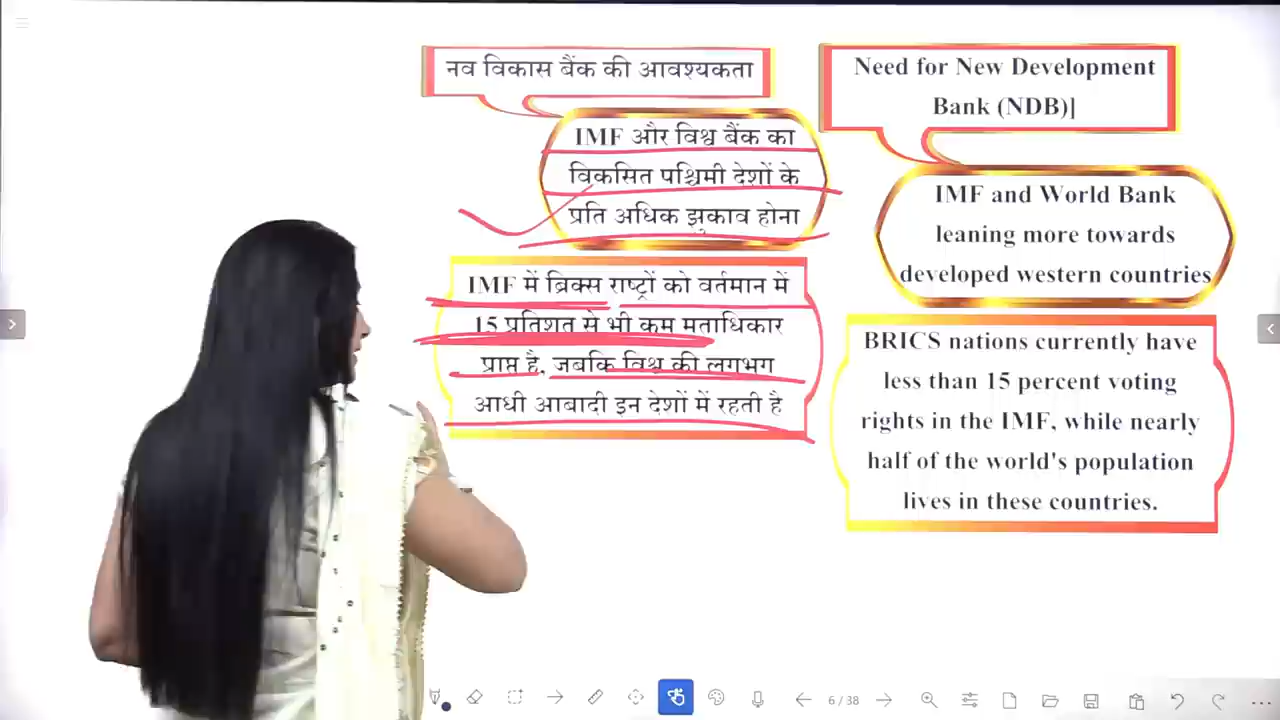 नव विकास बैंक की आवश्यकता
IMF और विश्व बैंक का
विकसित पश्चिमी देशों के
प्रति अधिक झुकाव होना
IMF में ब्रिक्स राष्ट्रों को वर्तमान में
15 प्रतिशत से भी कम मताधिकार
प्राप्त है, जबकि विश्व की लगभग
आधी आबादी इन देशों में रहती है
Need for New Development
Bank (NDB)]
IMF and World Bank
leaning more towards
developed western countries
BRICS nations currently have
less than 15 percent voting
rights in the IMF, while nearly
half of the world's population
lives in these countries.
6 / 38